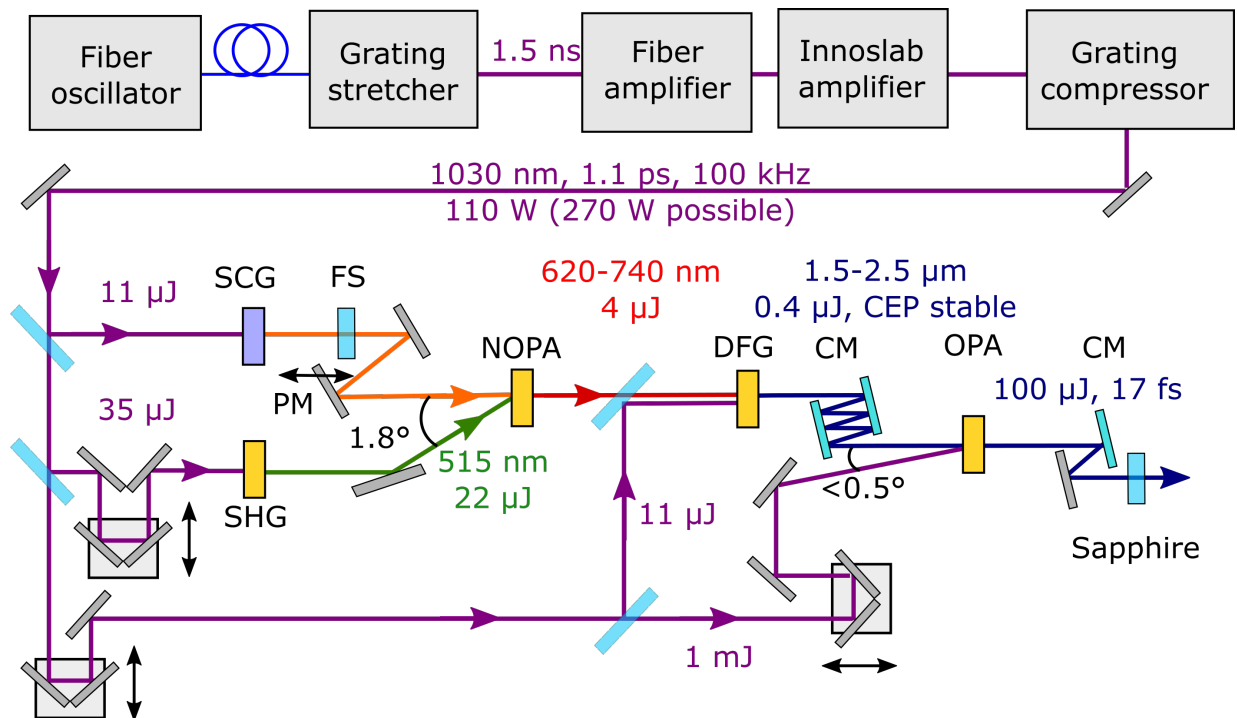 Fiber
oscillator
Grating
stretcher
1.5 ns
Fiber
amplifier
Innoslab
amplifier
Grating
compressor
1030 nm, 1.1 ps, 100 kHz
110 W (270 W possible)
11 µJ
SCG
FS
620-740 nm
4 µJ
1.5-2.5 µm
0.4 µJ, CEP stable
NOPA
DFG
CM
OPA
CM
100 µJ, 17 fs
PM
35 µJ
1.8°
515 nm
22 µJ
SHG
11 µJ
<0.5°
Sapphire
1 mJ